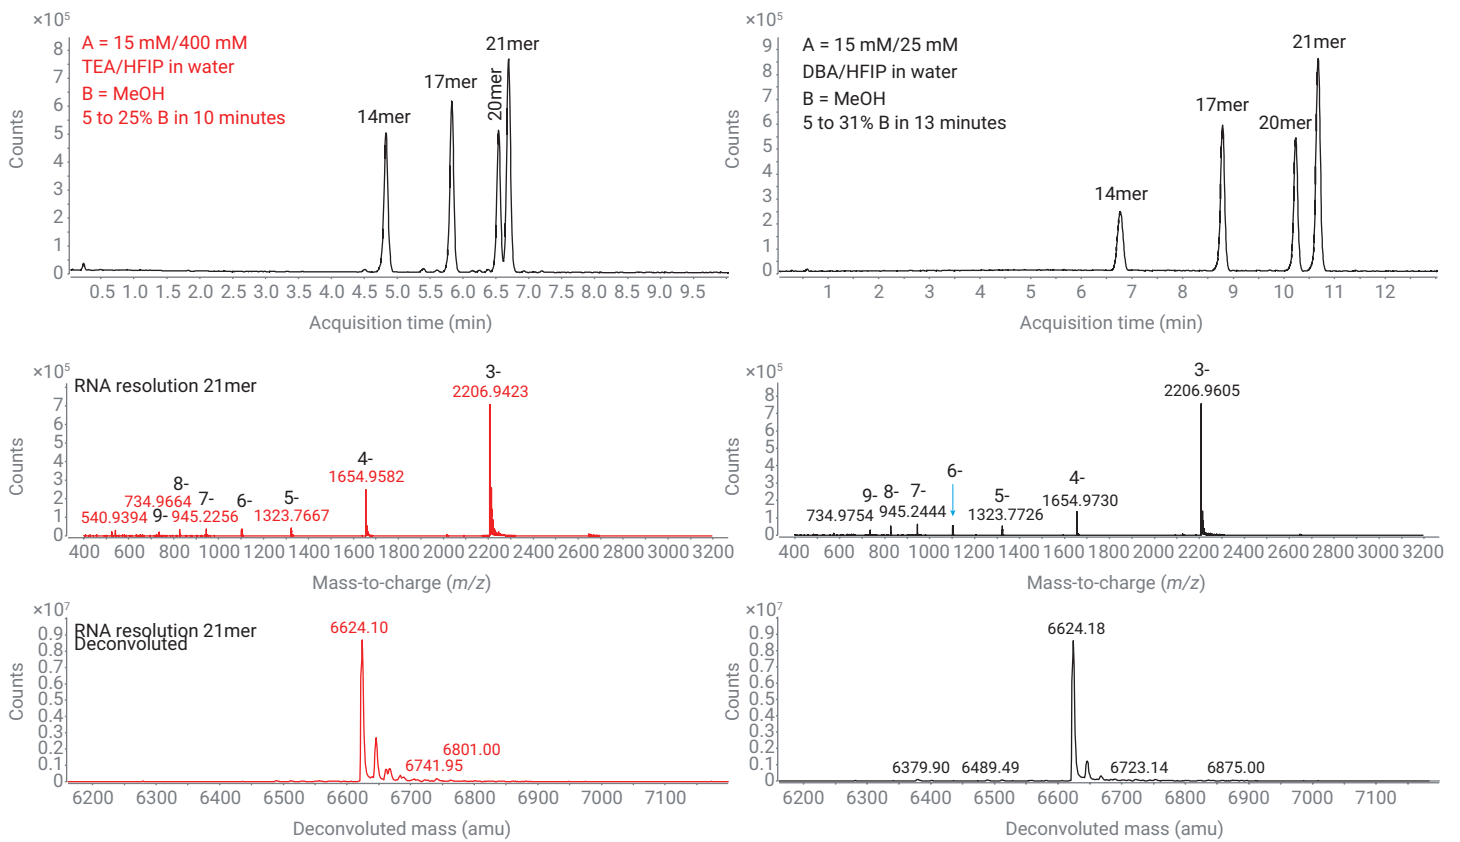 ×10⁵
8
7
6
5
4
3
2
1
0
Counts
A = 15 mM/400 mM
TEA/HFIP in water
B = MeOH
5 to 25% B in 10 minutes
14mer
17mer
20mer
21mer
0.5 1.0 1.5 2.0 2.5 3.0 3.5 4.0 4.5 5.0 5.5 6.0 6.5 7.0 7.5 8.0 8.5 9.0 9.5
Acquisition time (min)
×10⁵
9
8
7
6
5
4
3
2
1
0
Counts
A = 15 mM/25 mM
DBA/HFIP in water
B = MeOH
5 to 31% B in 13 minutes
14mer
17mer
20mer
21mer
1 2 3 4 5 6 7 8 9 10 11 12
Acquisition time (min)
×10⁵
7
6
5
4
3
2
1
0
Counts
RNA resolution 21mer
540.9394
9-
8-
734.9664
7-
945.2256
6-
5-
1323.7667
4-
1654.9582
3-
2206.9423
400 600 800 1000 1200 1400 1600 1800 2000 2200 2400 2600 2800 3000 3200
Mass-to-charge (m/z)
×10⁵
8
7
6
5
4
3
2
1
0
Counts
9-
734.9754
8-
7-
945.2444
6-
5-
1323.7726
4-
1654.9730
3-
2206.9605
400 600 800 1000 1200 1400 1600 1800 2000 2200 2400 2600 2800 3000 3200
Mass-to-charge (m/z)
×10⁷
0.9
0.8
0.7
0.6
0.5
0.4
0.3
0.2
0.1
0
Counts
RNA resolution 21mer
Deconvoluted
6624.10
6741.95
6801.00
6200 6300 6400 6500 6600 6700 6800 6900 7000 7100
Deconvoluted mass (amu)
×10⁷
0.9
0.8
0.7
0.6
0.5
0.4
0.3
0.2
0.1
0
Counts
6379.90
6489.49
6624.18
6723.14
6875.00
6200 6300 6400 6500 6600 6700 6800 6900 7000 7100
Deconvoluted mass (amu)